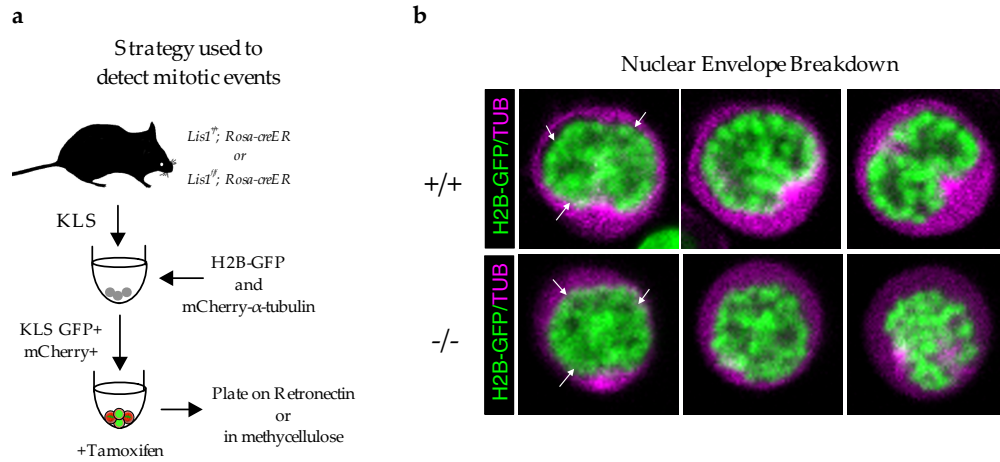 a
Strategy used to
detect mitotic events
Lis1+/+; Rosa-creER
or
Lis1f/f; Rosa-creER
KLS
H2B-GFP
and
mCherry-α-tubulin
KLS GFP+
mCherry+
Plate on Retronectin
or
in methycellulose
+Tamoxifen
b
Nuclear Envelope Breakdown
+/+
H2B-GFP/TUB
-/-
H2B-GFP/TUB